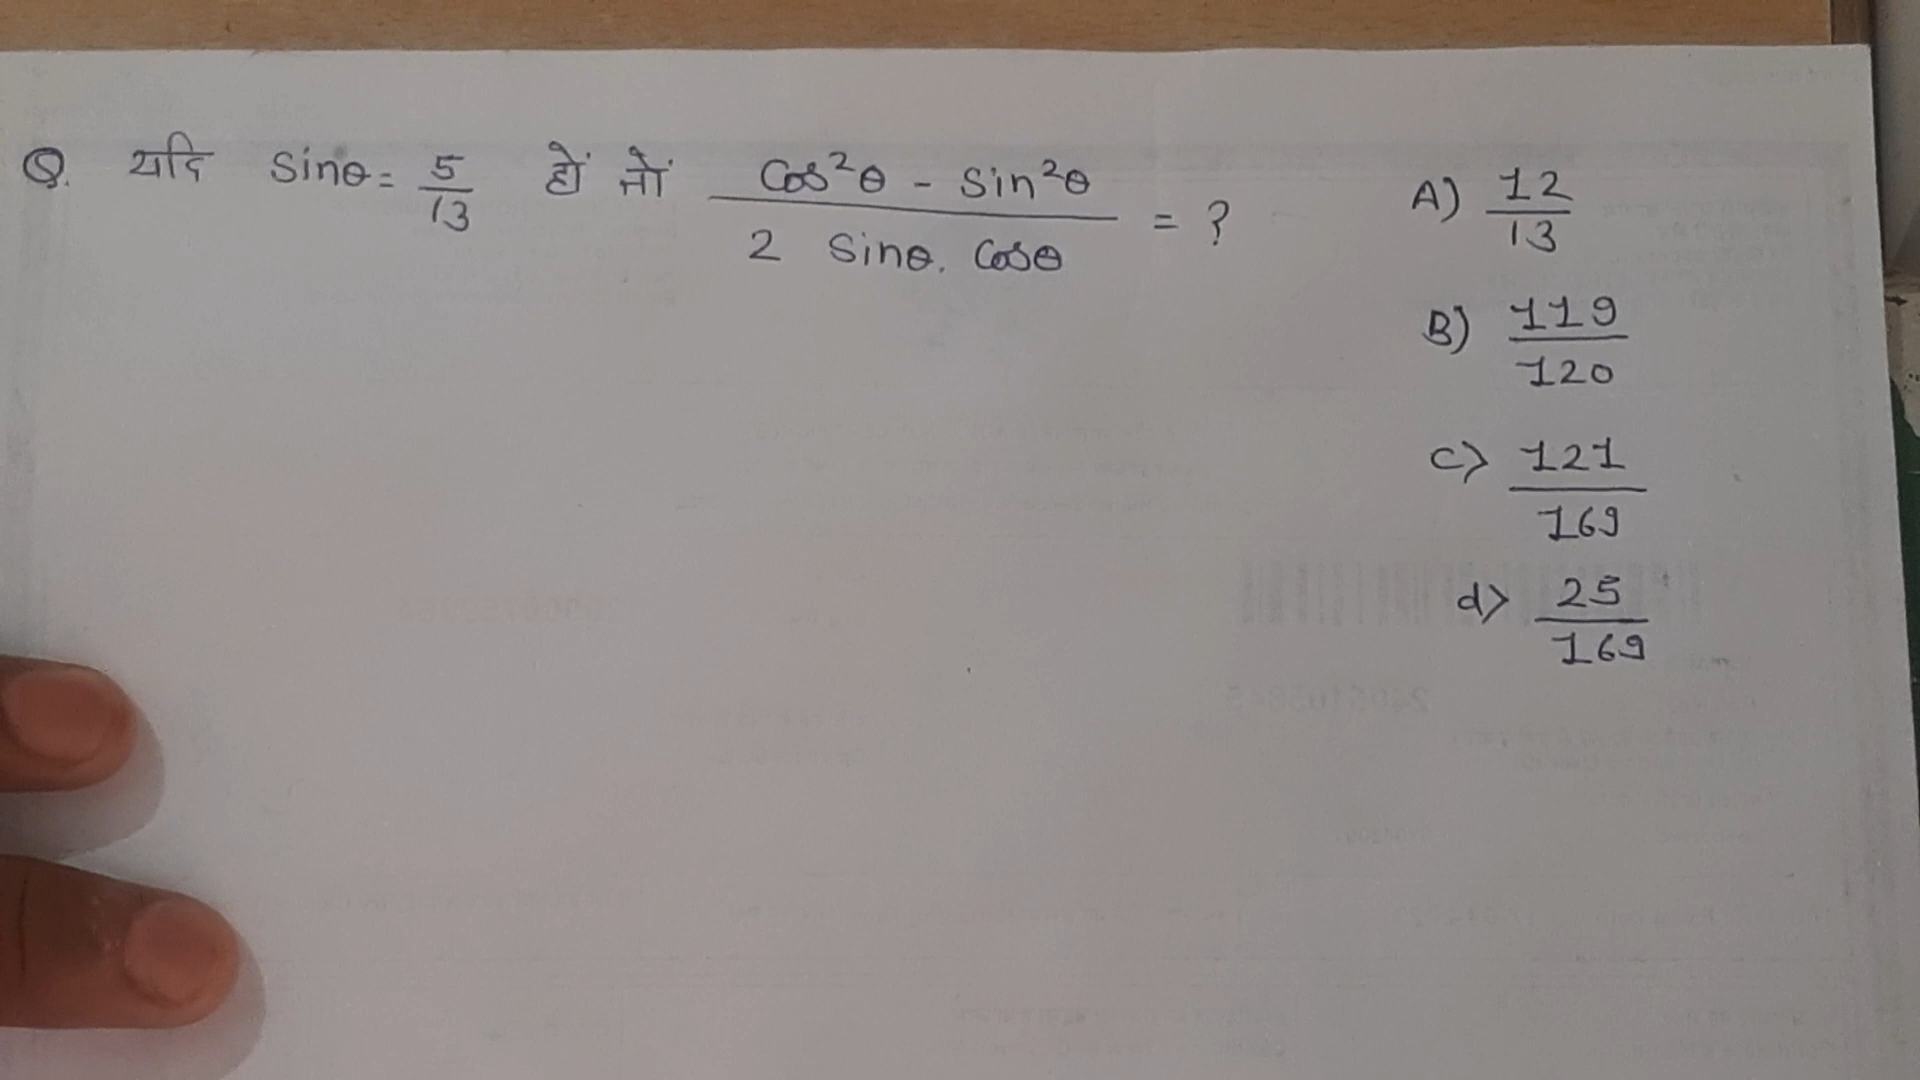 Q. यदि sinθ = 5/13 हों तों (cos²θ - sin²θ)/(2 sinθ. cosθ) = ?
A) 12/13
B) 119/120
c) 121/169
d) 25/169